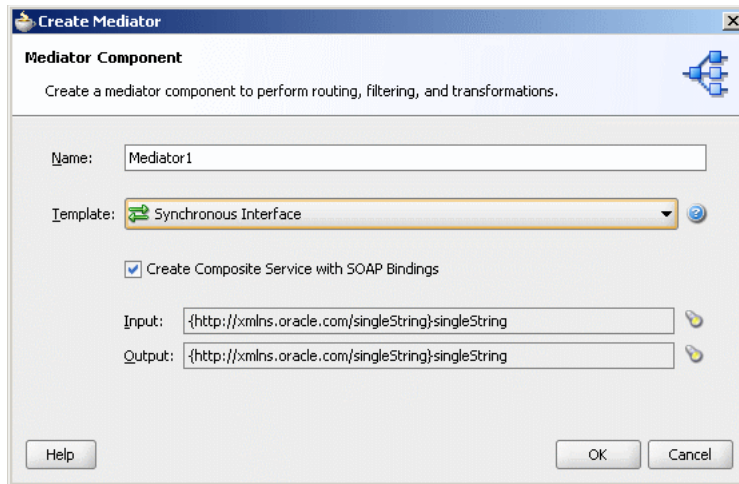 Create Mediator
Mediator Component
Create a mediator component to perform routing, filtering, and transformations.
Name: Mediator1
Template: Synchronous Interface
Create Composite Service with SOAP Bindings
Input: {http://xmlns.oracle.com/singleString}singleString
Output: {http://xmlns.oracle.com/singleString}singleString
Help OK Cancel